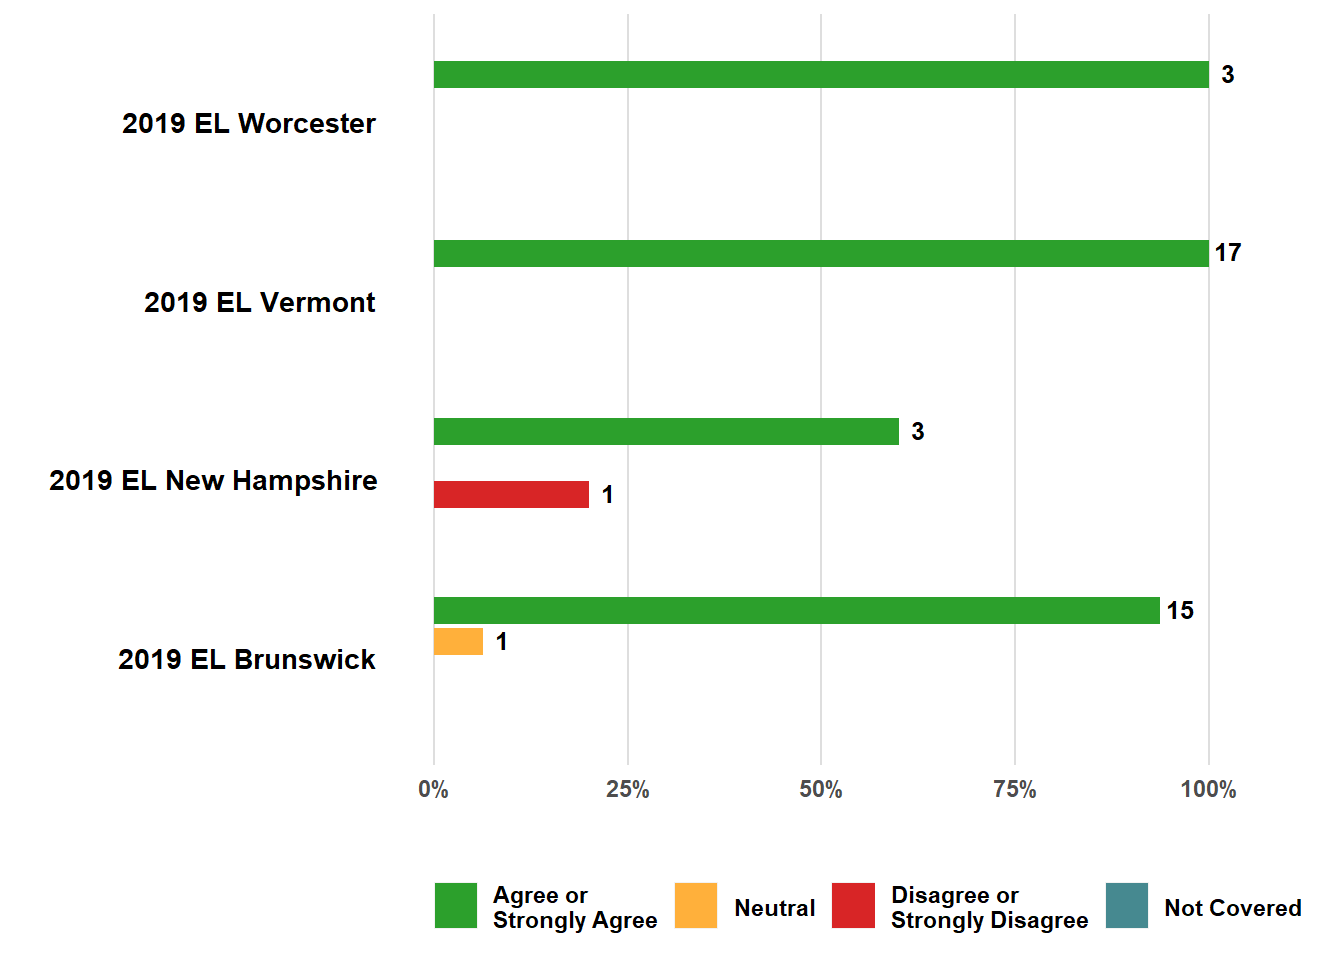 3
2019 EL Worcester
17
2019 EL Vermont
3
2019 EL New Hampshire
1
15
1
2019 EL Brunswick
0% 25% 50% 75% 100%
Agree or
Strongly Agree
Neutral
Disagree or
Strongly Disagree
Not Covered